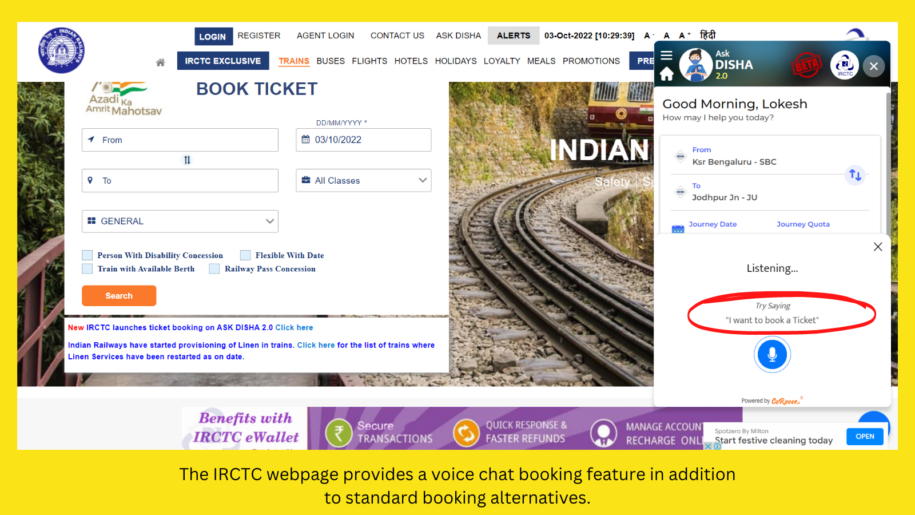 LOGIN REGISTER AGENT LOGIN CONTACT US ASK DISHA ALERTS 03-Oct-2022 [10:29:39] A- A A+ हिंदी
IRCTC EXCLUSIVE TRAINS BUSES FLIGHTS HOTELS HOLIDAYS LOYALTY MEALS PROMOTIONS PRE
Azadi Ka
Amrit Mahotsav
BOOK TICKET
DD/MM/YYYY *
From
03/10/2022
To
All Classes
GENERAL
Person With Disability Concession Flexible With Date
Train with Available Berth Railway Pass Concession
Search
New IRCTC launches ticket booking on ASK DISHA 2.0 Click here
Indian Railways have started provisioning of Linen in trains. Click here for the list of trains where
Linen Services have been restarted as on date.
INDIAN
Safety
Ask
DISHA
2.0
BETA
IRCTC
Good Morning, Lokesh
How may I help you today?
From
Ksr Bengaluru - SBC
To
Jodhpur Jn - JU
Journey Date Journey Quota
Listening...
Try Saying
"I want to book a Ticket"
Powered by CoRover
Benefits with
IRCTC eWallet
Secure
TRANSACTIONS
QUICK RESPONSE &
FASTER REFUNDS
MANAGE ACCOUN
RECHARGE ONL
Spotzero By Milton
Start festive cleaning today
OPEN
The IRCTC webpage provides a voice chat booking feature in addition
to standard booking alternatives.